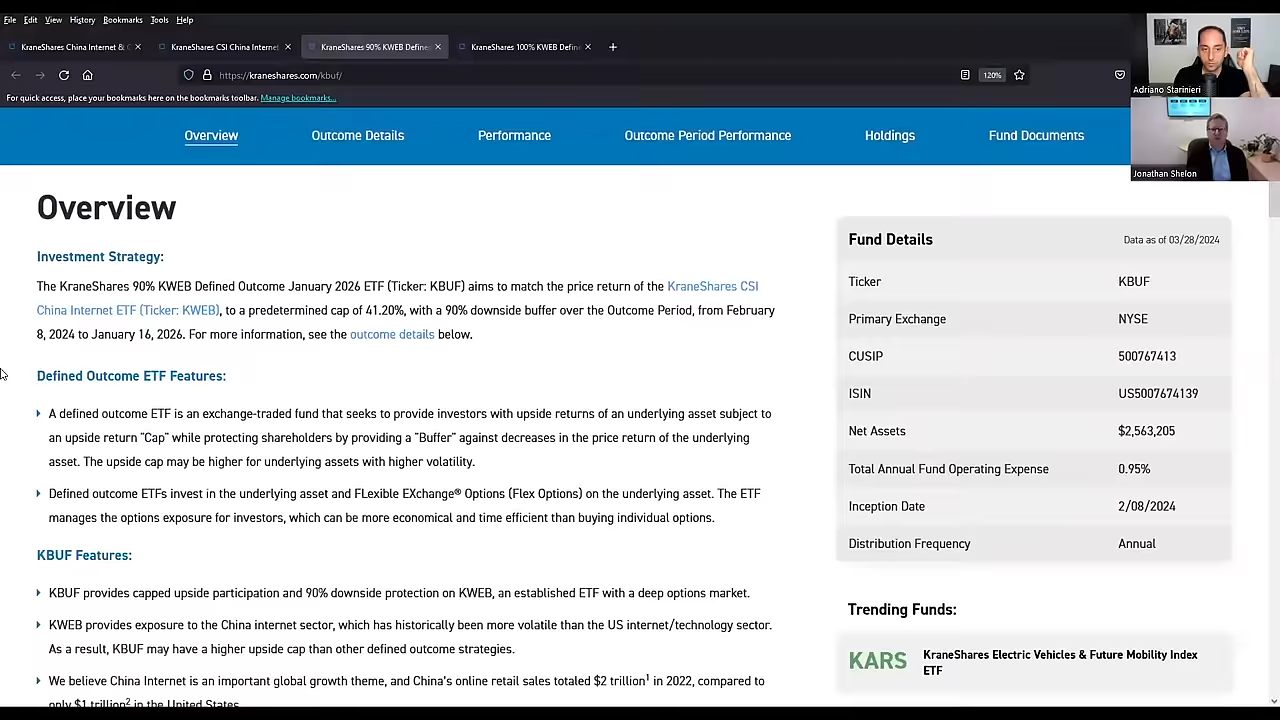 File Edit View History Bookmarks Tools Help
KraneShares China Internet & C
KraneShares CSI China Internet
KraneShares 90% KWEB Define
KraneShares 100% KWEB Defin
https://kraneshares.com/kbuf/
120%
For quick access, place your bookmarks here on the bookmarks toolbar. Manage bookmarks...
Adriano Starinieri
Jonathan Shelon
Overview
Outcome Details
Performance
Outcome Period Performance
Holdings
Fund Documents
Overview
Investment Strategy:
The KraneShares 90% KWEB Defined Outcome January 2026 ETF (Ticker: KBUF) aims to match the price return of the KraneShares CSI
China Internet ETF (Ticker: KWEB), to a predetermined cap of 41.20%, with a 90% downside buffer over the Outcome Period, from February
8, 2024 to January 16, 2026. For more information, see the outcome details below.
Defined Outcome ETF Features:
A defined outcome ETF is an exchange-traded fund that seeks to provide investors with upside returns of an underlying asset subject to
an upside return "Cap" while protecting shareholders by providing a "Buffer" against decreases in the price return of the underlying
asset. The upside cap may be higher for underlying assets with higher volatility.
Defined outcome ETFs invest in the underlying asset and FLexible EXchange® Options (Flex Options) on the underlying asset. The ETF
manages the options exposure for investors, which can be more economical and time efficient than buying individual options.
KBUF Features:
KBUF provides capped upside participation and 90% downside protection on KWEB, an established ETF with a deep options market.
KWEB provides exposure to the China internet sector, which has historically been more volatile than the US internet/technology sector.
As a result, KBUF may have a higher upside cap than other defined outcome strategies.
We believe China Internet is an important global growth theme, and China's online retail sales totaled $2 trillion¹ in 2022, compared to
only $1 trillion² in the United States.
Fund Details
Data as of 03/28/2024
Ticker KBUF
Primary Exchange NYSE
CUSIP 500767413
ISIN US5007674139
Net Assets $2,563,205
Total Annual Fund Operating Expense 0.95%
Inception Date 2/08/2024
Distribution Frequency Annual
Trending Funds:
KARS KraneShares Electric Vehicles & Future Mobility Index
ETF